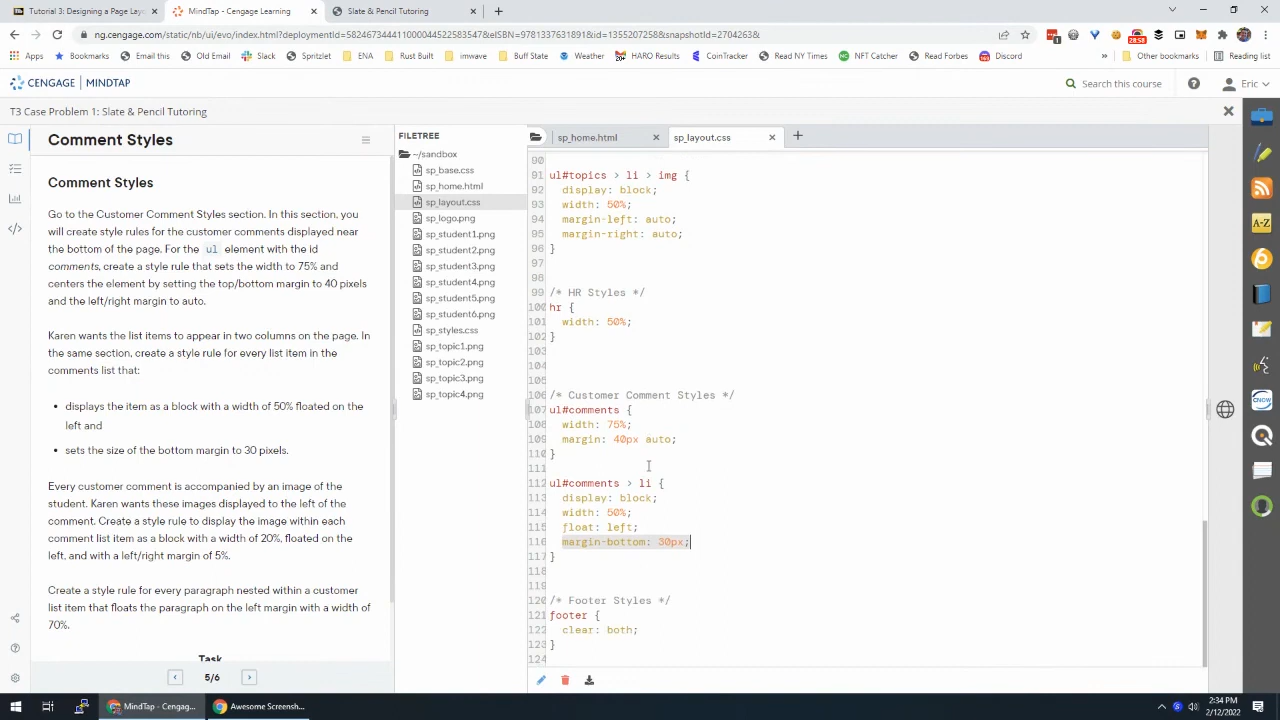 Tutorial 3: Designing a Page Layo
MindTap - Cengage Learning
Slate & Pencil Tutoring
ng.cengage.com/static/nb/ui/evo/index.html?deploymentId=58246734441100004452258 3547&eISBN=9781337631891&id=1355207258&snapshotId=2704263&
28:58
Apps
Bookmarks
Email this
Old Email
Slack
Spritzlet
ENA
Rust Built
imwave
Buff State
Weather
HARO Results
CoinTracker
Read NY Times
NFT Catcher
Read Forbes
Discord
»
Other bookmarks
Reading list
CENGAGE | MINDTAP
Search this course
Eric
T3 Case Problem 1: Slate & Pencil Tutoring
Comment Styles
Comment Styles
Go to the Customer Comment Styles section. In this section, you
will create style rules for the customer comments displayed near
the bottom of the page. For the ul element with the id
comments, create a style rule that sets the width to 75% and
centers the element by setting the top/bottom margin to 40 pixels
and the left/right margin to auto.
Karen wants the list items to appear in two columns on the page. In
the same section, create a style rule for every list item in the
comments list that:
• displays the item as a block with a width of 50% floated on the
left and
• sets the size of the bottom margin to 30 pixels.
Every customer comment is accompanied by an image of the
student. Karen wants these images displayed to the left of the
comment. Create a style rule to display the image within each
comment list item as a block with a width of 20%, floated on the
left, and with a left/right margin of 5%.
Create a style rule for every paragraph nested within a customer
list item that floats the paragraph on the left margin with a width of
70%.
Task
5/6
FILETREE
~/sandbox
sp_base.css
sp_home.html
sp_layout.css
sp_logo.png
sp_student1.png
sp_student2.png
sp_student3.png
sp_student4.png
sp_student5.png
sp_student6.png
sp_styles.css
sp_topic1.png
sp_topic2.png
sp_topic3.png
sp_topic4.png
sp_home.html
sp_layout.css
90
91 ul#topics > li > img {
92 display: block;
93 width: 50%;
94 margin-left: auto;
95 margin-right: auto;
96 }
97
98
99 /* HR Styles */
100 hr {
101 width: 50%;
102 }
103
104
105
106 /* Customer Comment Styles */
107 ul#comments {
108 width: 75%;
109 margin: 40px auto;
110 }
111
112 ul#comments > li {
113 display: block;
114 width: 50%;
115 float: left;
116 margin-bottom: 30px;
117 }
118
119
120 /* Footer Styles */
121 footer {
122 clear: both;
123 }
124
A-Z
CNOW
MindTap - Cengag...
Awesome Screensh...
2:34 PM
2/12/2022